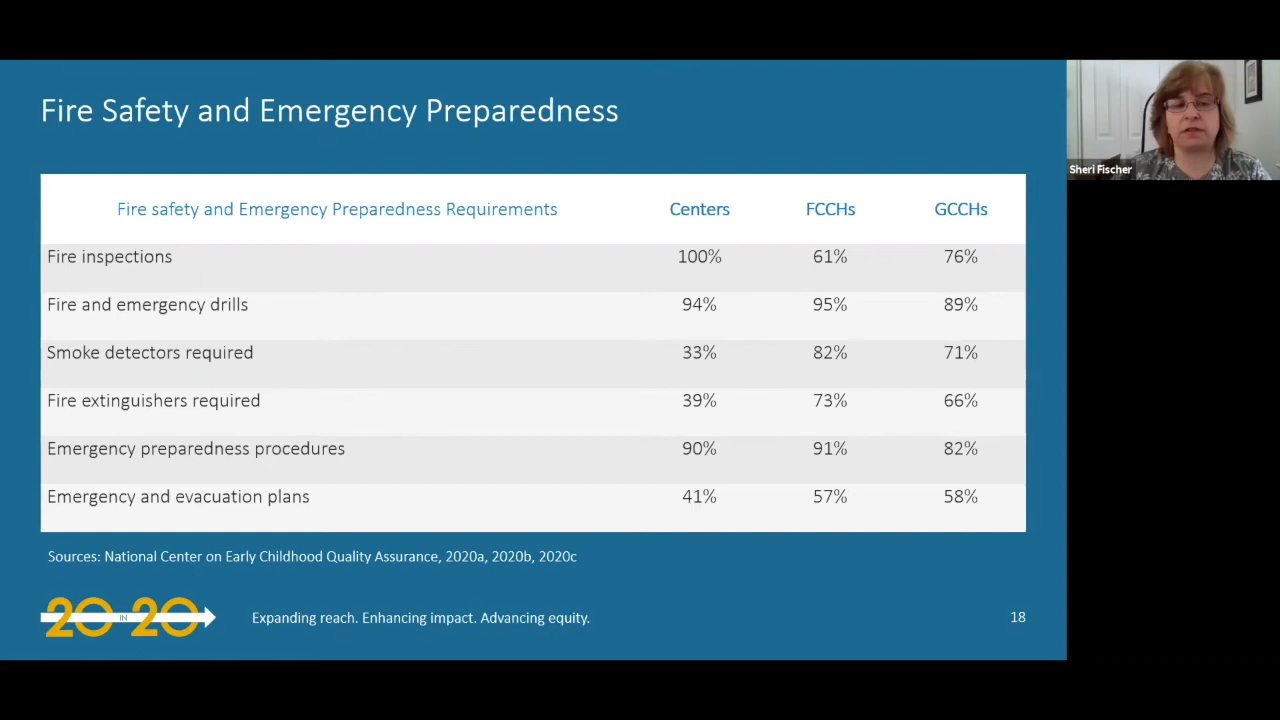 Fire Safety and Emergency Preparedness
Sheri Fischer
Fire safety and Emergency Preparedness Requirements Centers FCCHs GCCHs
Fire inspections 100% 61% 76%
Fire and emergency drills 94% 95% 89%
Smoke detectors required 33% 82% 71%
Fire extinguishers required 39% 73% 66%
Emergency preparedness procedures 90% 91% 82%
Emergency and evacuation plans 41% 57% 58%
Sources: National Center on Early Childhood Quality Assurance, 2020a, 2020b, 2020c
20 IN 20 Expanding reach. Enhancing impact. Advancing equity. 18